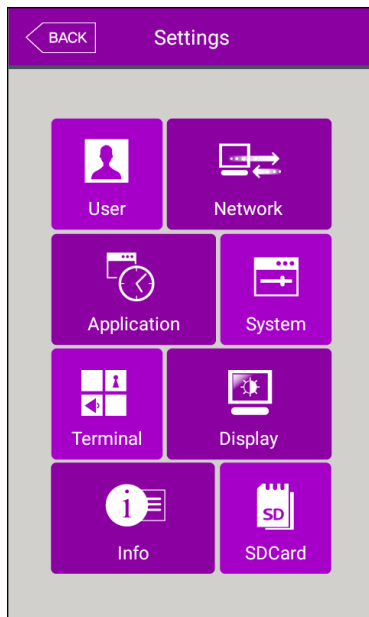 BACK Settings
User Network
Application System
Terminal Display
i SD
Info SDCard